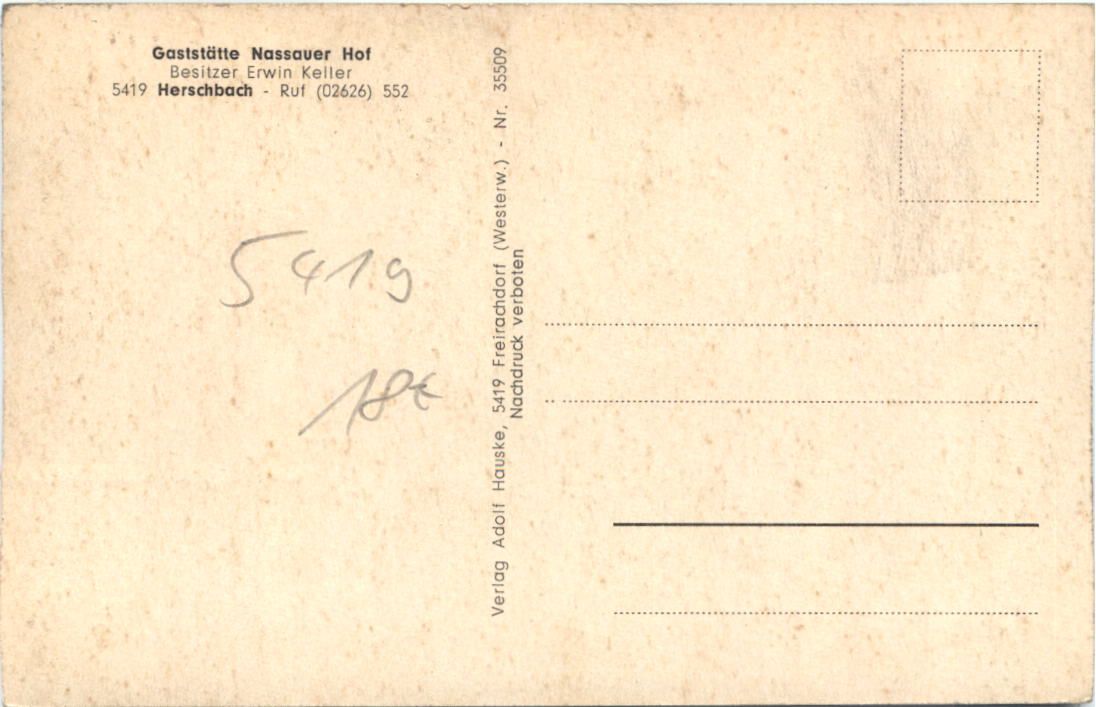 Gaststätte Nassauer Hof
Besitzer Erwin Keller
5419 Herschbach - Ruf (02626) 552
5419
18€
Verlag Adolf Hauske, 5419 Freirachdorf (Westerw.) - Nr. 35509
Nachdruck verboten